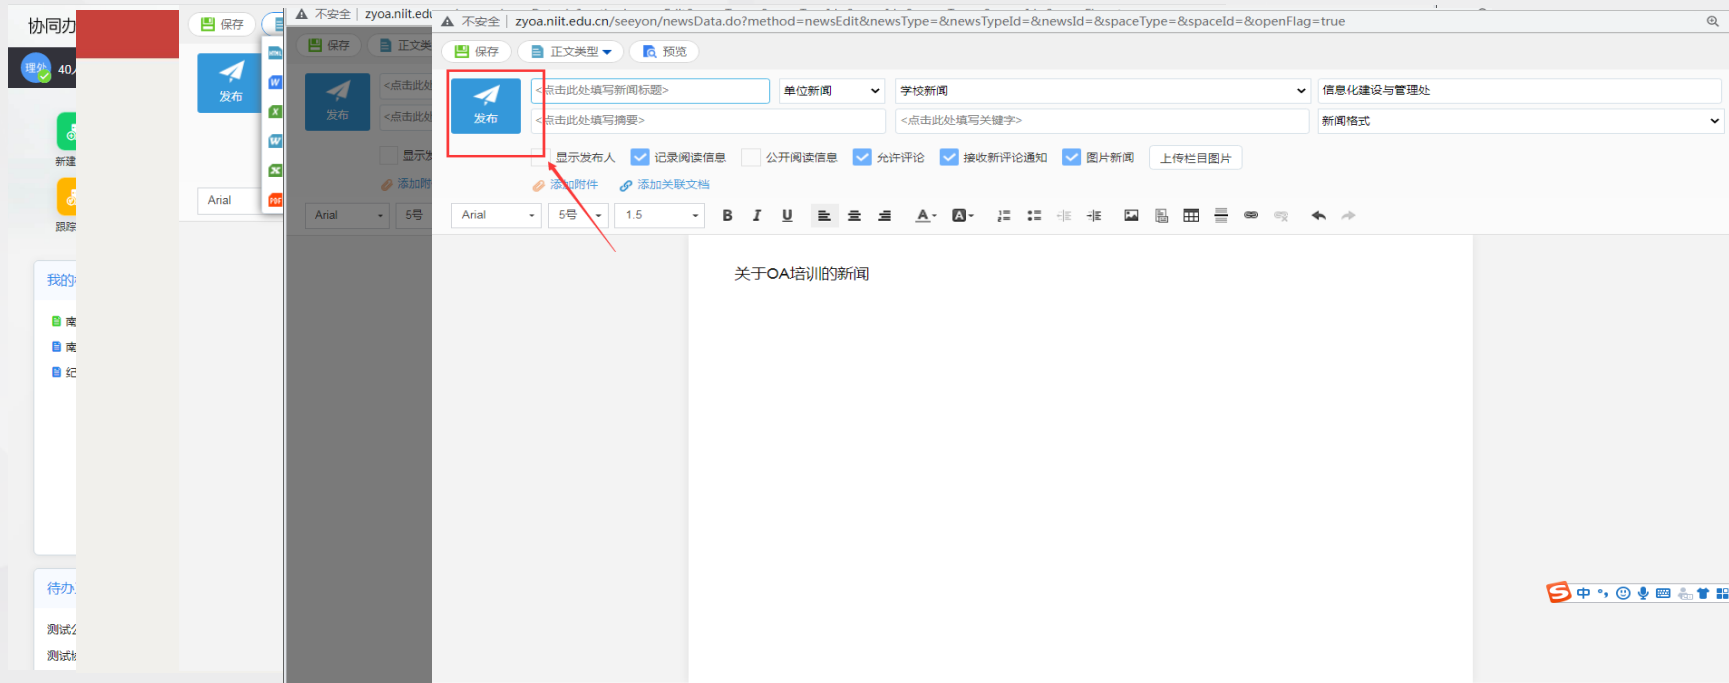 协同办
理处
40人
新建
跟踪
我的
南
南
纪
待办
测试公
测试协
保存
发布
Arial
不安全
zyoa.niit.edu
保存
正文类
发布
<点击此处
<点击此处
显示发
添加附
Arial
5号
不安全 | zyoa.niit.edu.cn/seeyon/newsData.do?method=newsEdit&newsType=&newsTypeId=&newsId=&spaceType=&spaceId=&openFlag=true
保存 正文类型 预览
发布
<点击此处填写新闻标题> 单位新闻 学校新闻 信息化建设与管理处
<点击此处填写摘要> <点击此处填写关键字> 新闻格式
显示发布人 记录阅读信息 公开阅读信息 允许评论 接收新评论通知 图片新闻 上传栏目图片
添加附件 添加关联文档
Arial 5号 1.5 B I U A A
关于OA培训的新闻
中